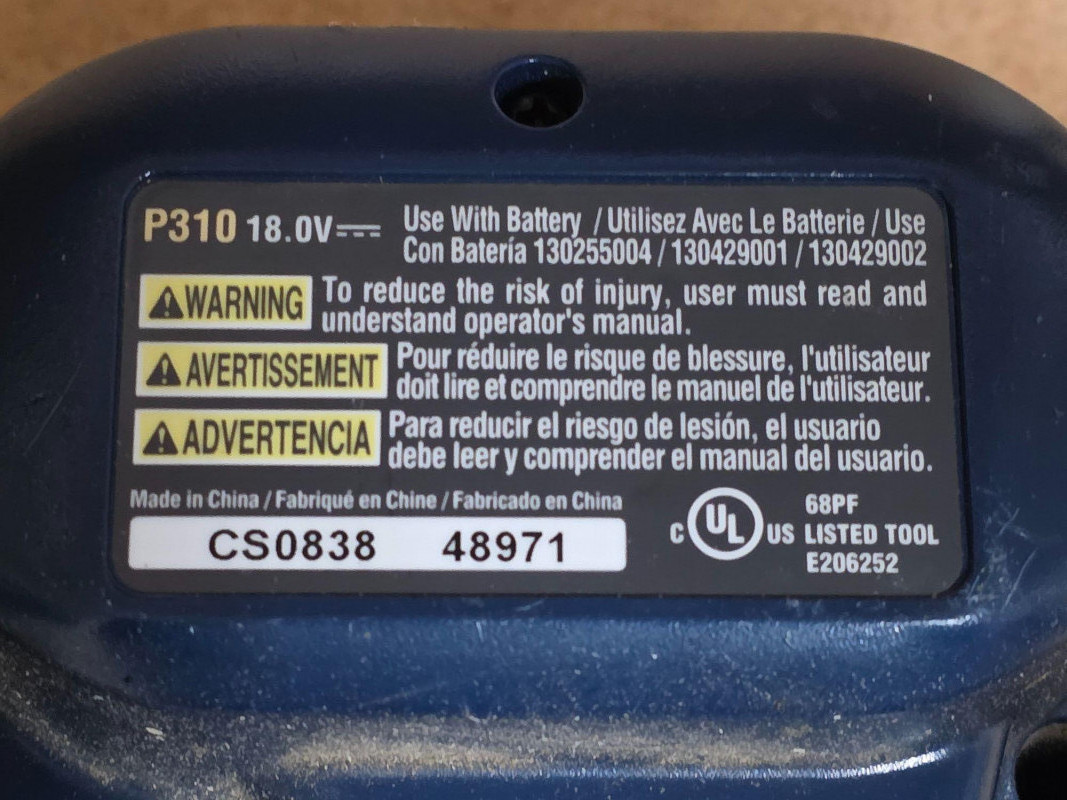 P310 18.0V Use With Battery / Utilisez Avec Le Batterie / Use
Con Batería 130255004 / 130429001 / 130429002
WARNING To reduce the risk of injury, user must read and
understand operator's manual.
AVERTISSEMENT Pour réduire le risque de blessure, l'utilisateur
doit lire et comprendre le manuel de l'utilisateur.
ADVERTENCIA Para reducir el riesgo de lesión, el usuario
debe leer y comprender el manual del usuario.
Made in China / Fabriqué en Chine / Fabricado en China
CS0838 48971
C UL US
68PF
LISTED TOOL
E206252